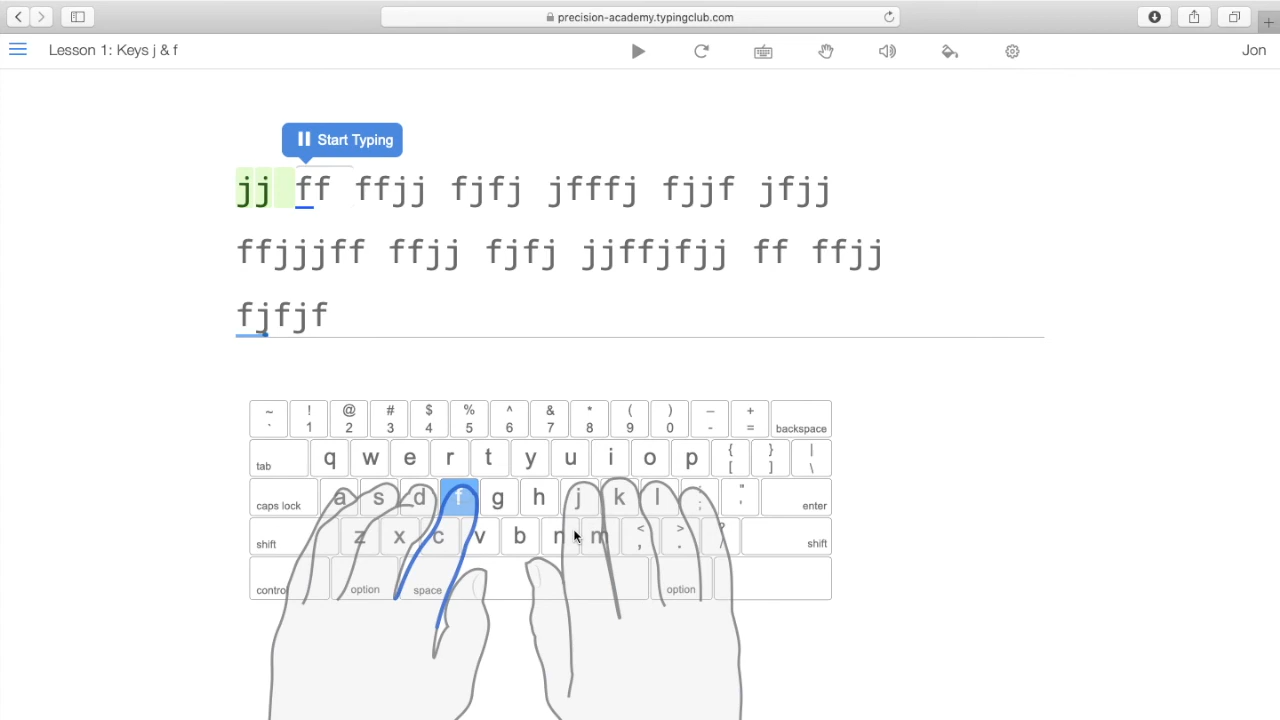 precision-academy.typingclub.com
Lesson 1: Keys j & f
Jon
Start Typing
jj ff ffjj fjfj jfffj fjjf jfjj
ffjjjff ffjj fjfj jjffjfjj ff ffjj
fjfjf
~ ! @ # $ % ^ & * ( ) _ +
` 1 2 3 4 5 6 7 8 9 0 - = backspace
tab q w e r t y u i o p { [ } ] | \
caps lock a s d f g h j k l : ; " ' enter
shift z x c v b n m < , > . ? / shift
control option space option